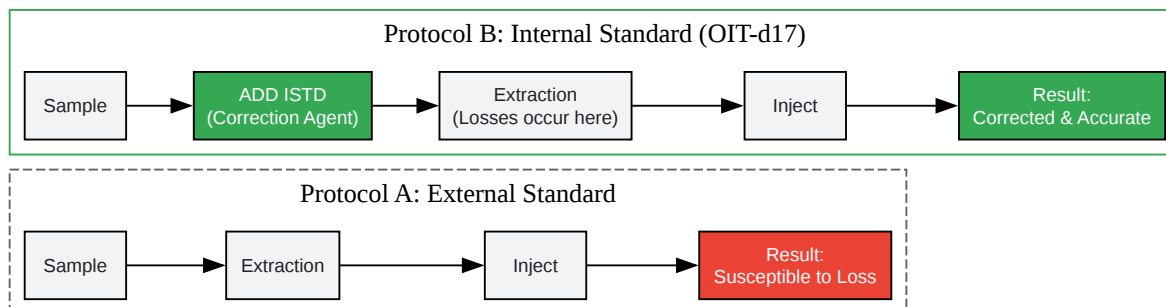 Protocol B: Internal Standard (OIT-d17)
Sample
ADD ISTD
(Correction Agent)
Extraction
(Losses occur here)
Inject
Result:
Corrected & Accurate
Protocol A: External Standard
Sample
Extraction
Inject
Result:
Susceptible to Loss